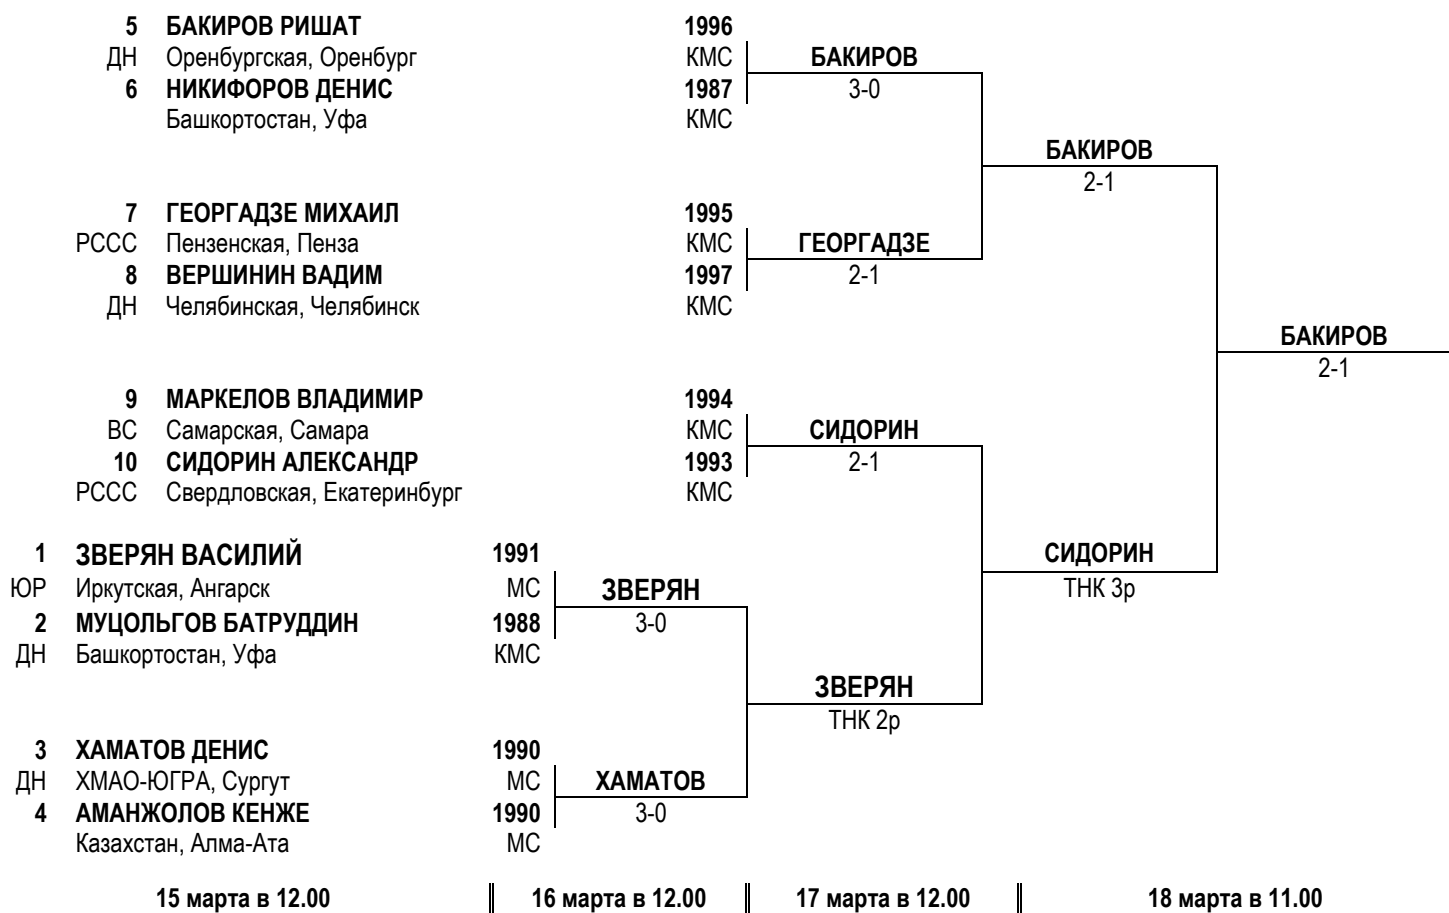 5 БАКИРОВ РИШАТ 1996
ДН Оренбургская, Оренбург КМС БАКИРОВ
6 НИКИФОРОВ ДЕНИС 1987 3-0
Башкортостан, Уфа КМС
БАКИРОВ
2-1
7 ГЕОРГАДЗЕ МИХАИЛ 1995
РССС Пензенская, Пенза КМС ГЕОРГАДЗЕ
8 ВЕРШИНИН ВАДИМ 1997 2-1
ДН Челябинская, Челябинск КМС
БАКИРОВ
2-1
9 МАРКЕЛОВ ВЛАДИМИР 1994
ВС Самарская, Самара КМС СИДОРИН
10 СИДОРИН АЛЕКСАНДР 1993 2-1
РССС Свердловская, Екатеринбург КМС
1 ЗВЕРЯН ВАСИЛИЙ 1991 СИДОРИН
ЮР Иркутская, Ангарск МС ЗВЕРЯН ТНК 3р
2 МУЦОЛЬГОВ БАТРУДДИН 1988 3-0
ДН Башкортостан, Уфа КМС
ЗВЕРЯН
ТНК 2р
3 ХАМАТОВ ДЕНИС 1990
ДН ХМАО-ЮГРА, Сургут МС ХАМАТОВ
4 АМАНЖОЛОВ КЕНЖЕ 1990 3-0
Казахстан, Алма-Ата МС
15 марта в 12.00 16 марта в 12.00 17 марта в 12.00 18 марта в 11.00